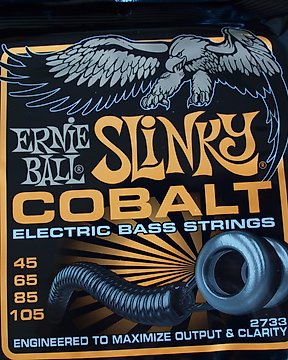 ERNIE
BALL®
SLINKY®
COBALT
ELECTRIC BASS STRINGS
45
65
85
105
2733
ENGINEERED TO MAXIMIZE OUTPUT & CLARITY